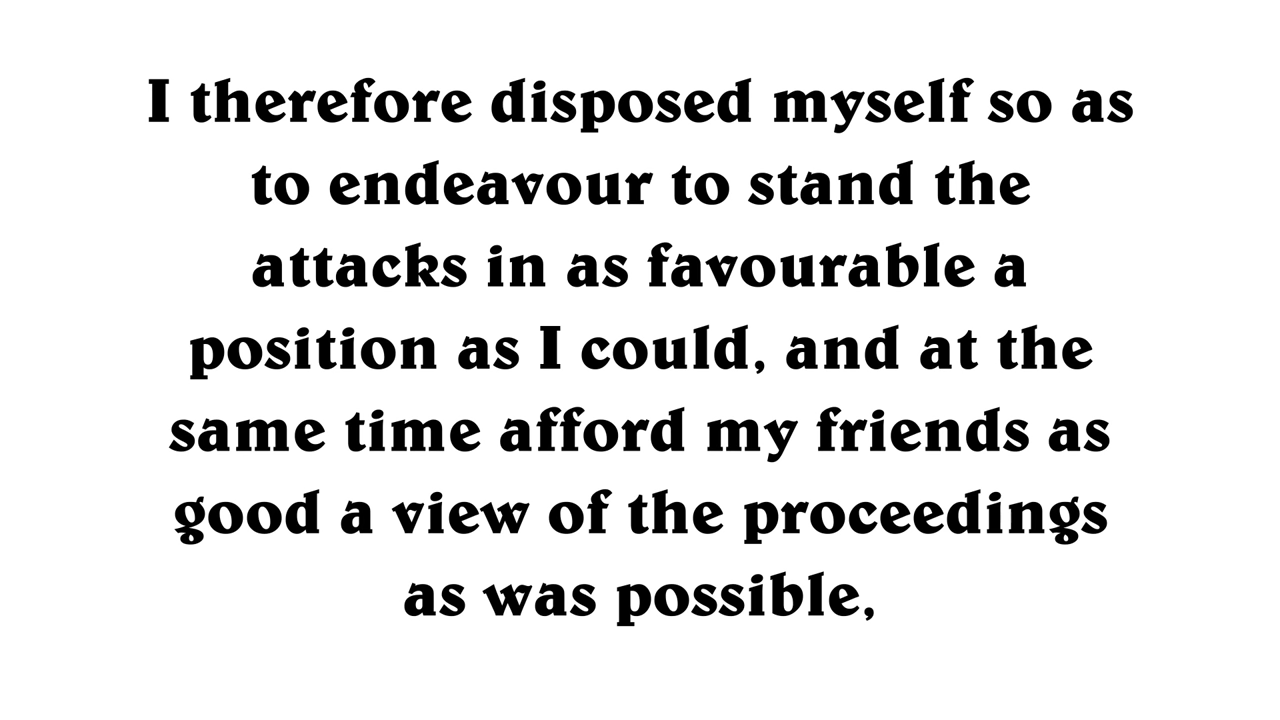 I therefore disposed myself so as
to endeavour to stand the
attacks in as favourable a
position as I could, and at the
same time afford my friends as
good a view of the proceedings
as was possible,